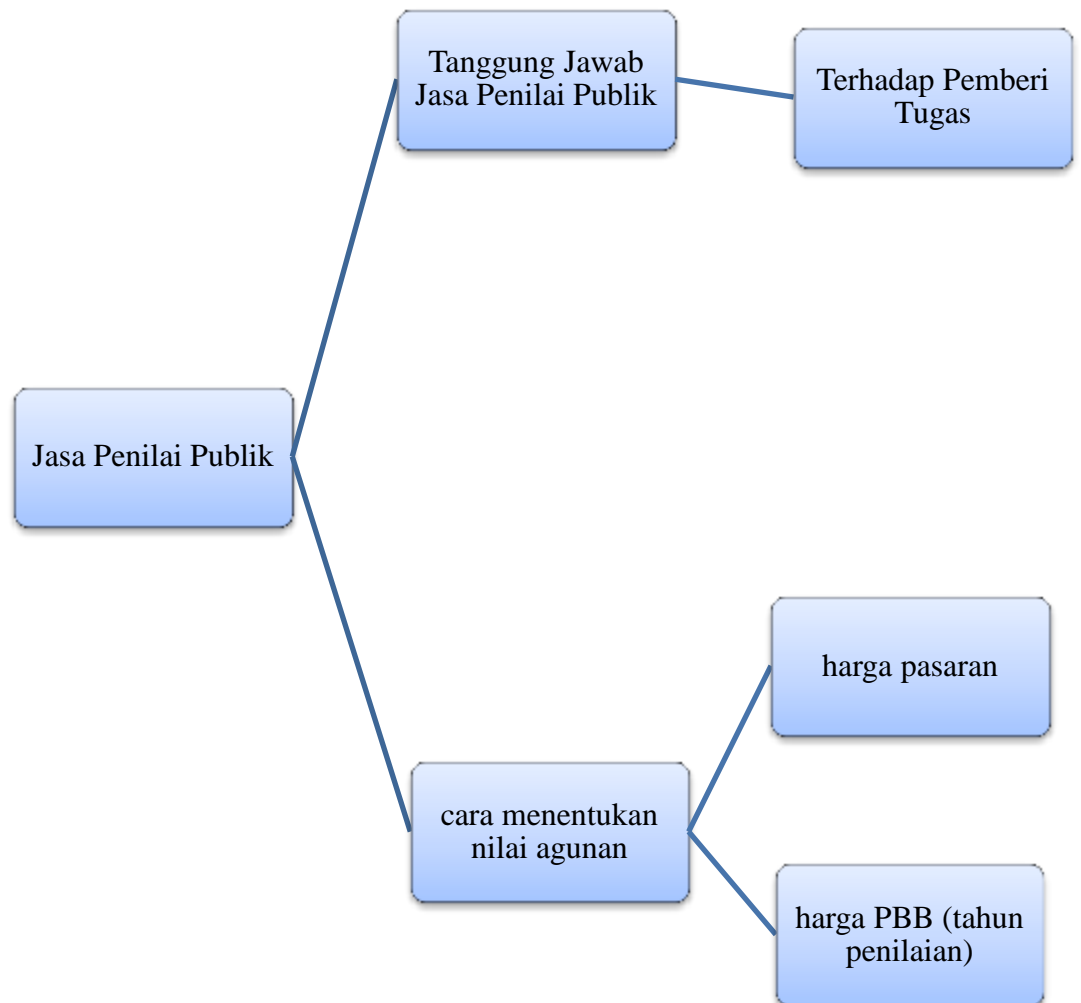 Tanggung Jawab
Jasa Penilai Publik
Terhadap Pemberi
Tugas
Jasa Penilai Publik
harga pasaran
cara menentukan
nilai agunan
harga PBB (tahun
penilaian)